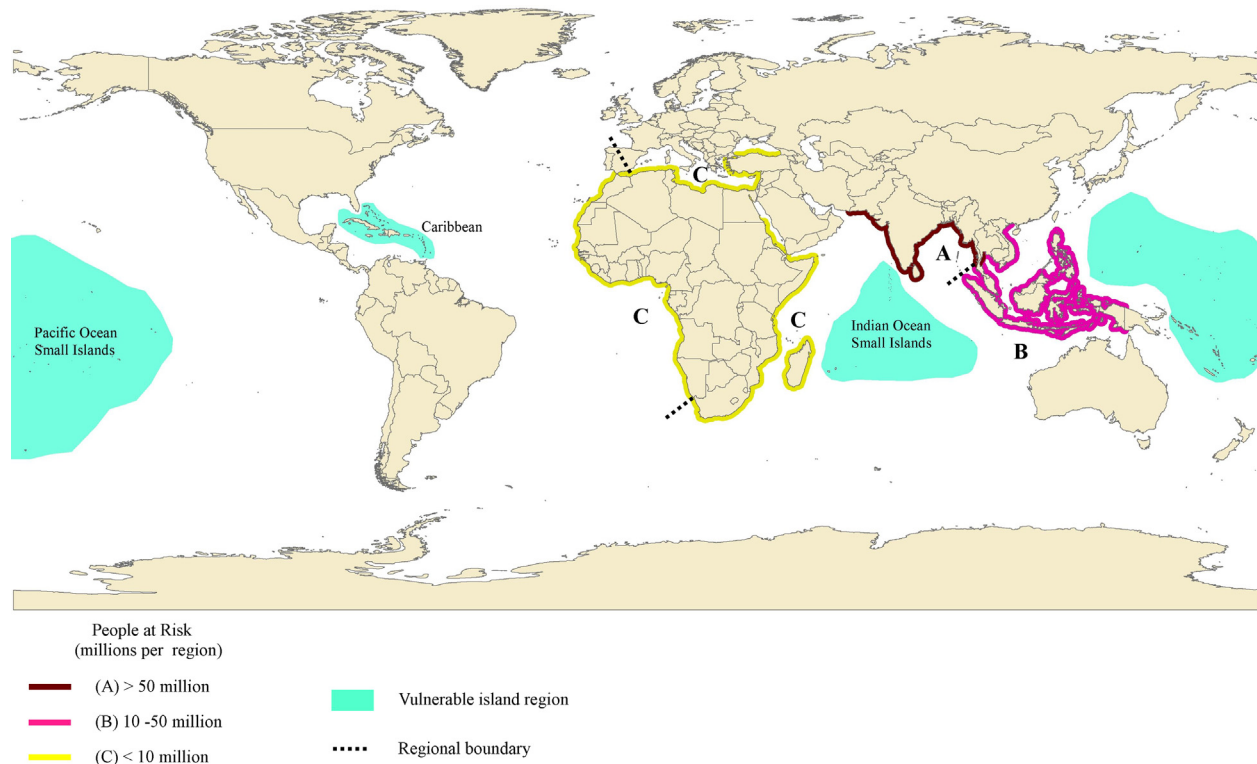 C
Caribbean
A
Pacific Ocean
Small Islands
C
C
Indian Ocean
Small Islands
B
People at Risk
(millions per region)
(A) > 50 million
(B) 10 -50 million
(C) < 10 million
Vulnerable island region
Regional boundary